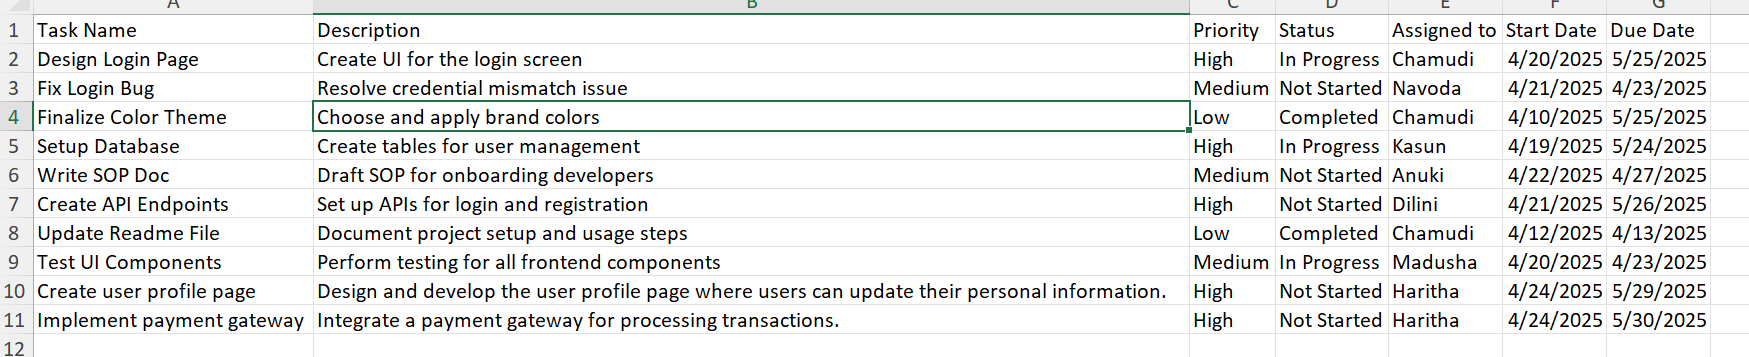 A B C D E F G
1 Task Name Description Priority Status Assigned to Start Date Due Date
2 Design Login Page Create UI for the login screen High In Progress Chamudi 4/20/2025 5/25/2025
3 Fix Login Bug Resolve credential mismatch issue Medium Not Started Navoda 4/21/2025 4/23/2025
4 Finalize Color Theme Choose and apply brand colors Low Completed Chamudi 4/10/2025 5/25/2025
5 Setup Database Create tables for user management High In Progress Kasun 4/19/2025 5/24/2025
6 Write SOP Doc Draft SOP for onboarding developers Medium Not Started Anuki 4/22/2025 4/27/2025
7 Create API Endpoints Set up APIs for login and registration High Not Started Dilini 4/21/2025 5/26/2025
8 Update Readme File Document project setup and usage steps Low Completed Chamudi 4/12/2025 4/13/2025
9 Test UI Components Perform testing for all frontend components Medium In Progress Madusha 4/20/2025 4/23/2025
10 Create user profile page Design and develop the user profile page where users can update their personal information. High Not Started Haritha 4/24/2025 5/29/2025
11 Implement payment gateway Integrate a payment gateway for processing transactions. High Not Started Haritha 4/24/2025 5/30/2025
12